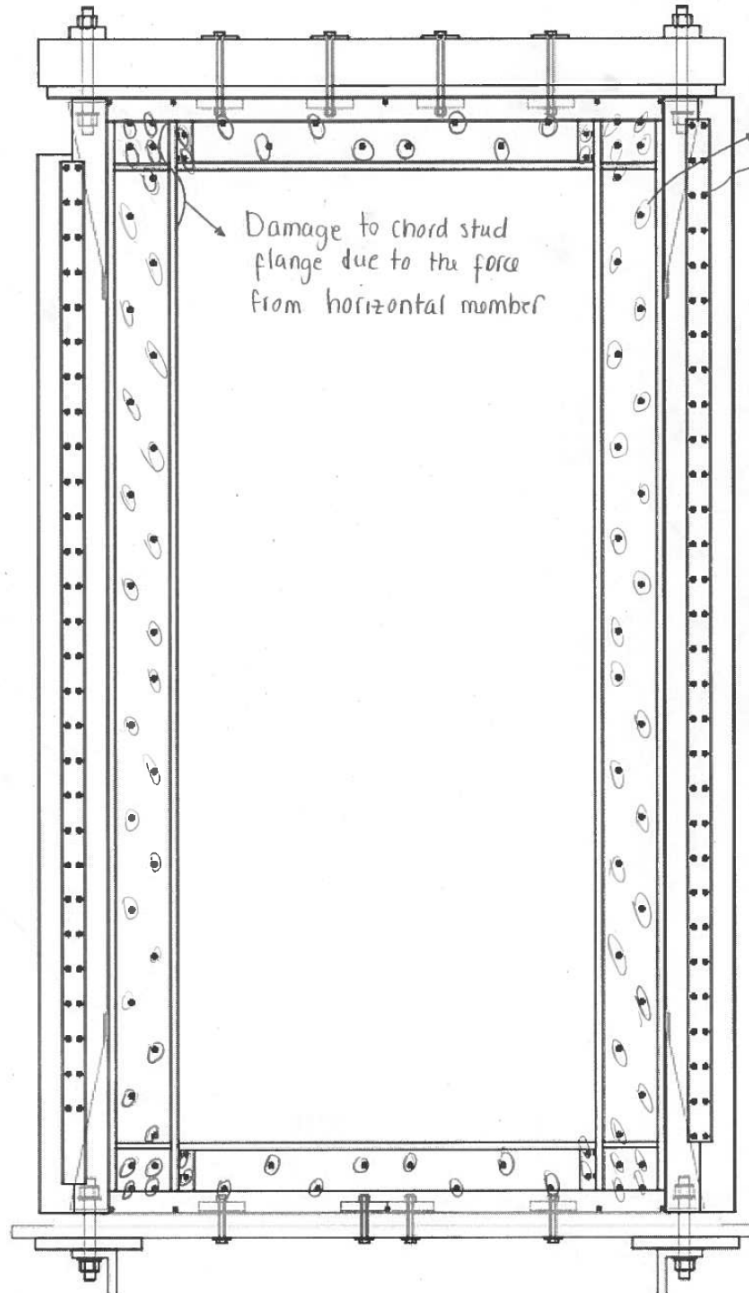 Damage to chord stud
flange due to the force
from horizontal member